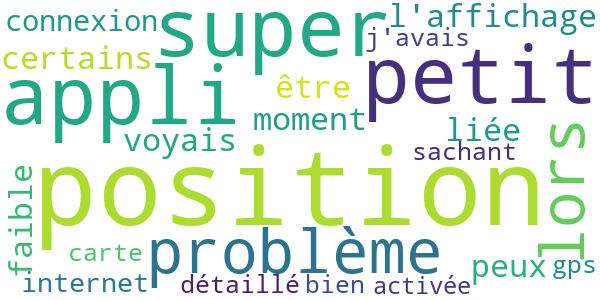 connexion
super
l'affichage
j'avais
certains
appli
être
petit
moment
voyais
liée
sachant
lors
position
faible
problème
carte
peux
gps
internet
détaillé
bien
activée